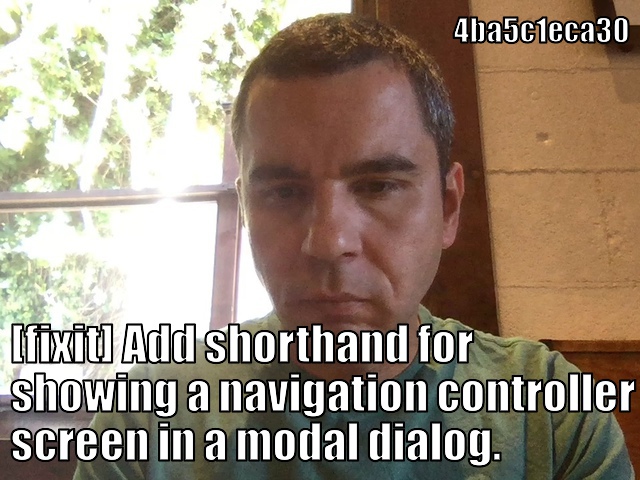 4ba5c1eca30
[fixit] Add shorthand for
showing a navigation controller
screen in a modal dialog.